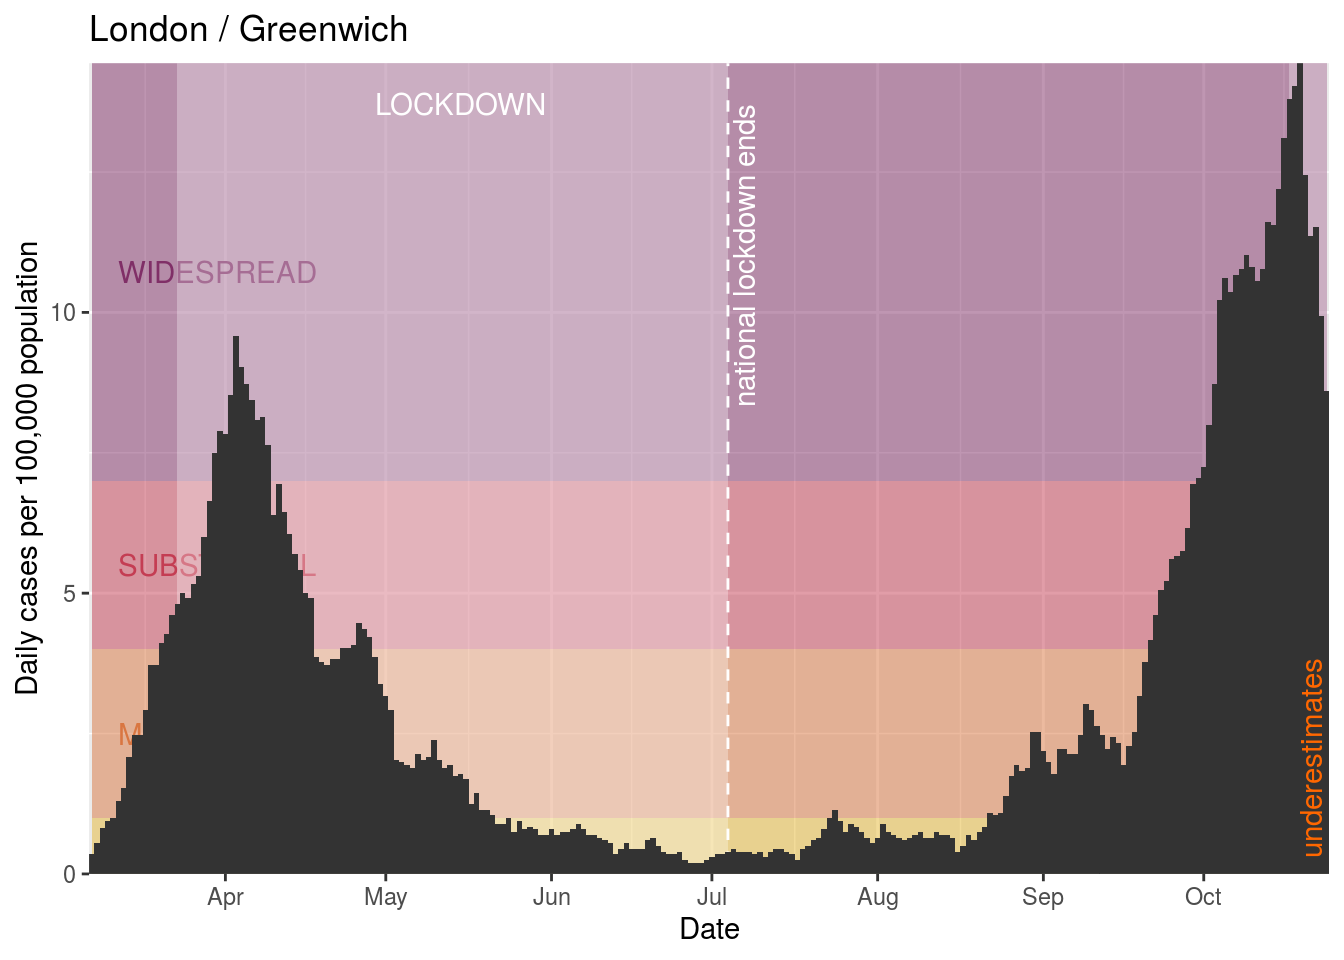 London / Greenwich
LOCKDOWN
national lockdown ends
WIDESPREAD
Daily cases per 100,000 population
10
5
0
underestimates
Apr May Jun Jul Aug Sep Oct
Date